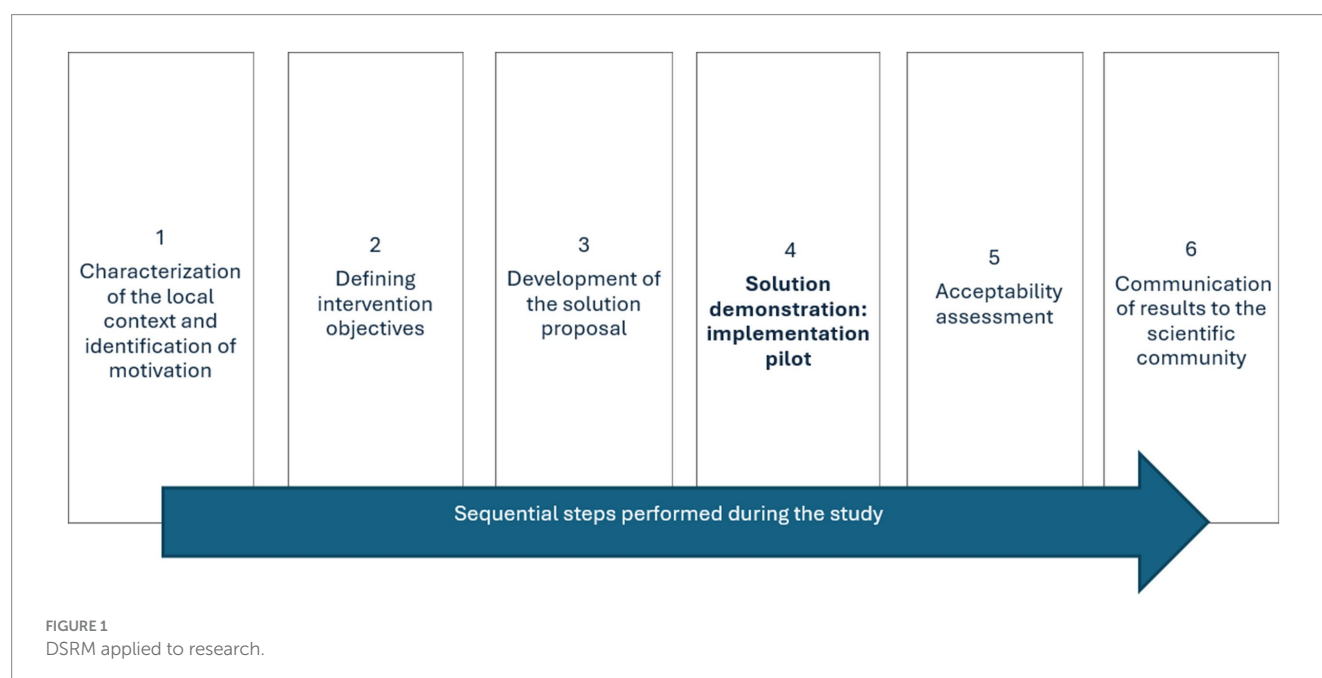 1
Characterization
of the local
context and
identification of
motivation
2
Defining
intervention
objectives
3
Development of
the solution
proposal
4
Solution
demonstration:
implementation
pilot
5
Acceptability
assessment
6
Communication
of results to the
scientific
community
Sequential steps performed during the study
FIGURE 1
DSRM applied to research.